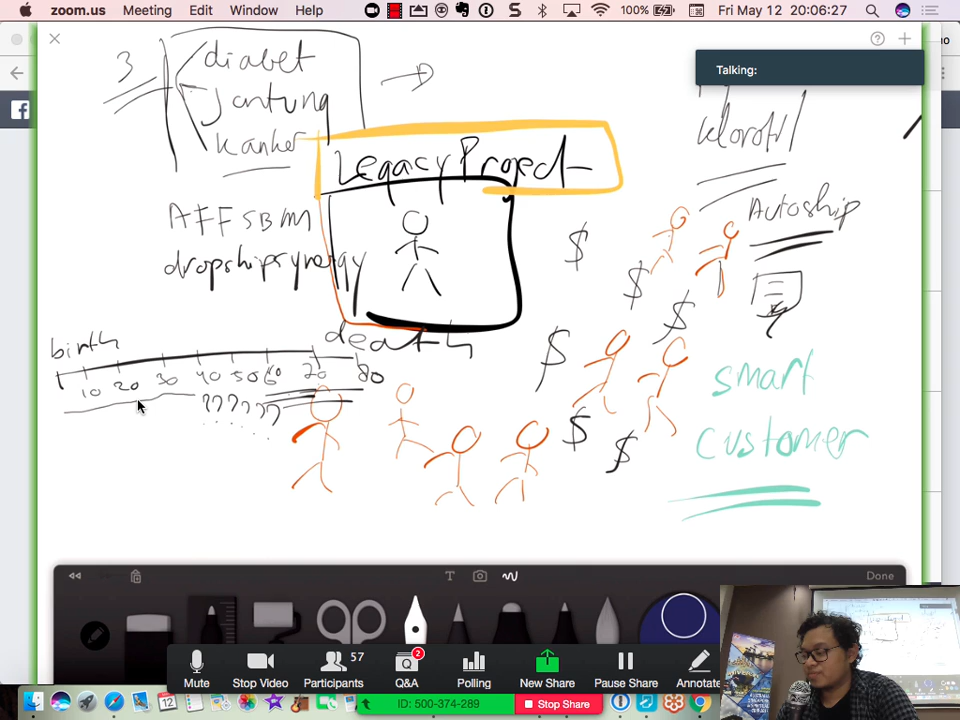 zoom.us Meeting Edit Window Help 100% Fri May 12 20:06:27
Talking:
3
diabet
jantung
kanker
Legacy Project
klorofil
Autoship
AFFSBM
dropshipsynergy
$
$
$
$
$
$
birth
death
10 20 30 40 50 60 70 80
??????
smart
customer
T
Done
57
2
Mute Stop Video Participants Q&A Polling New Share Pause Share Annotate
ID: 500-374-289 Stop Share
12